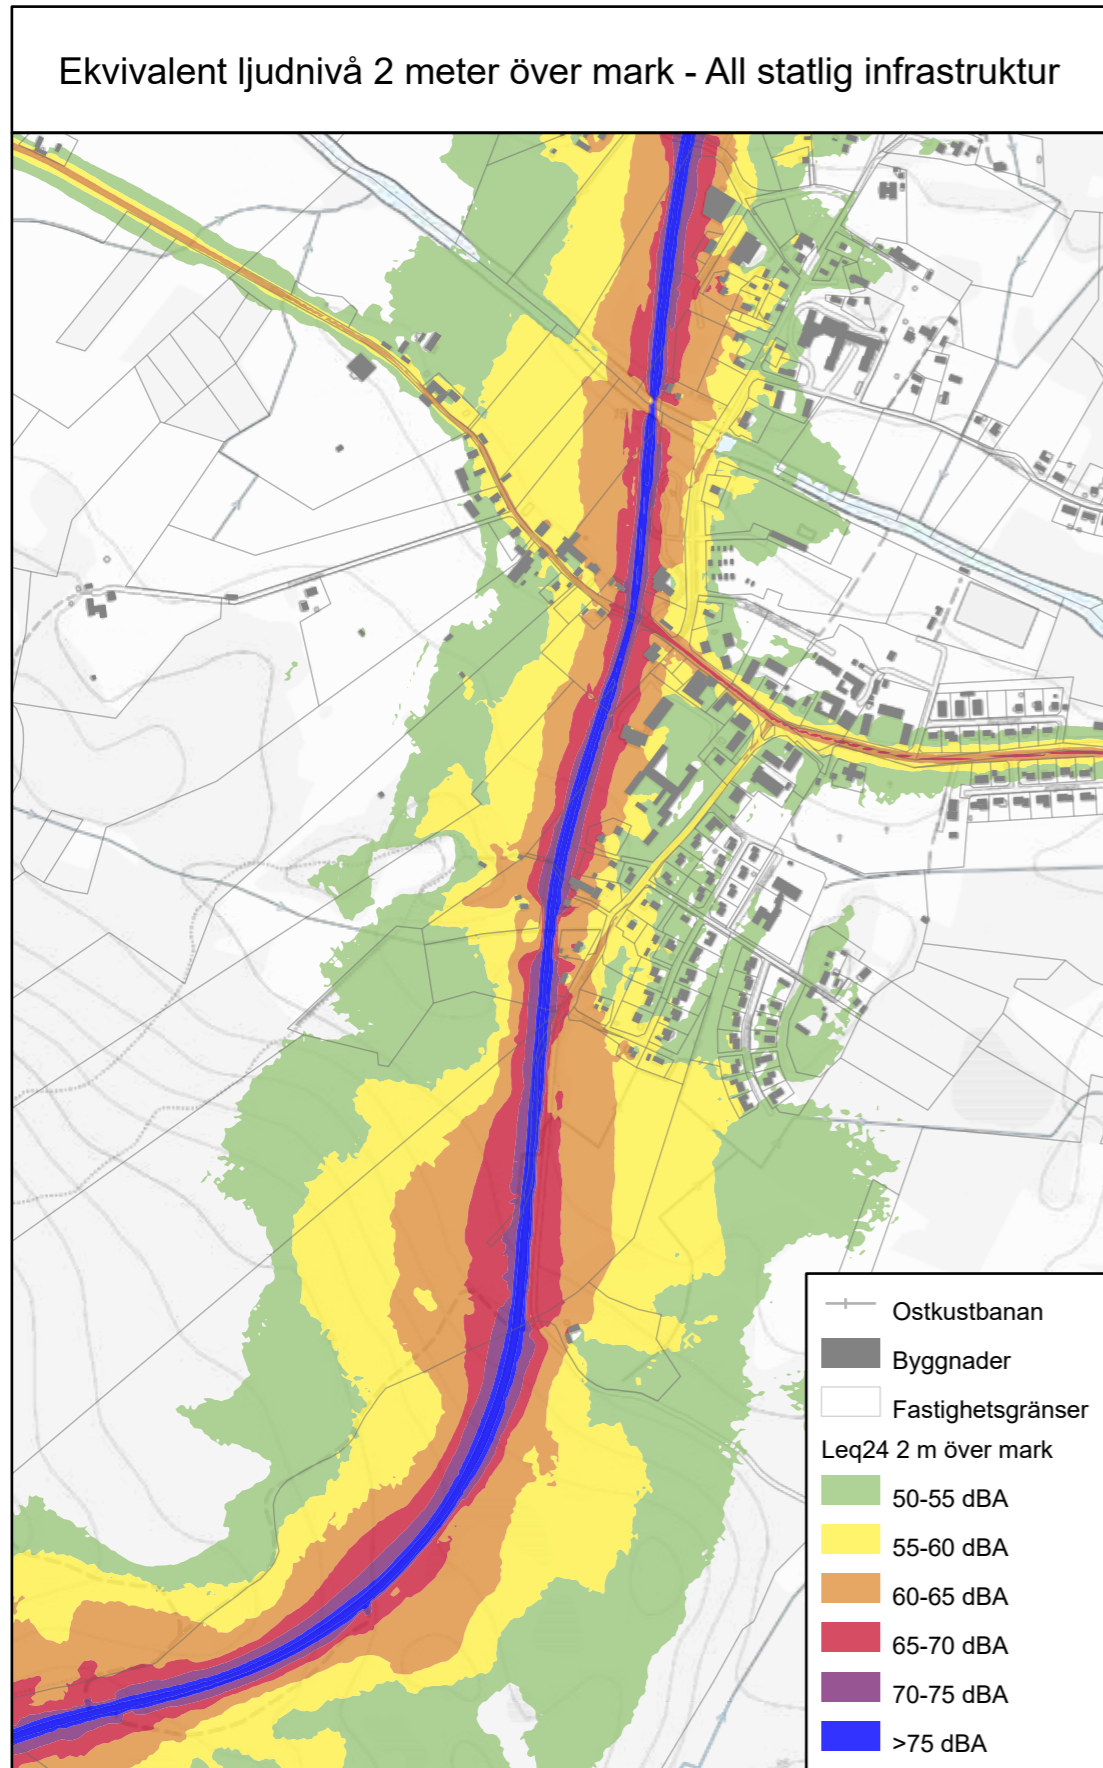 Ekvivalent ljudnivå 2 meter över mark - All statlig infrastruktur
Ostkustbanan
Byggnader
Fastighetsgränser
Leq24 2 m över mark
50-55 dBA
55-60 dBA
60-65 dBA
65-70 dBA
70-75 dBA
>75 dBA